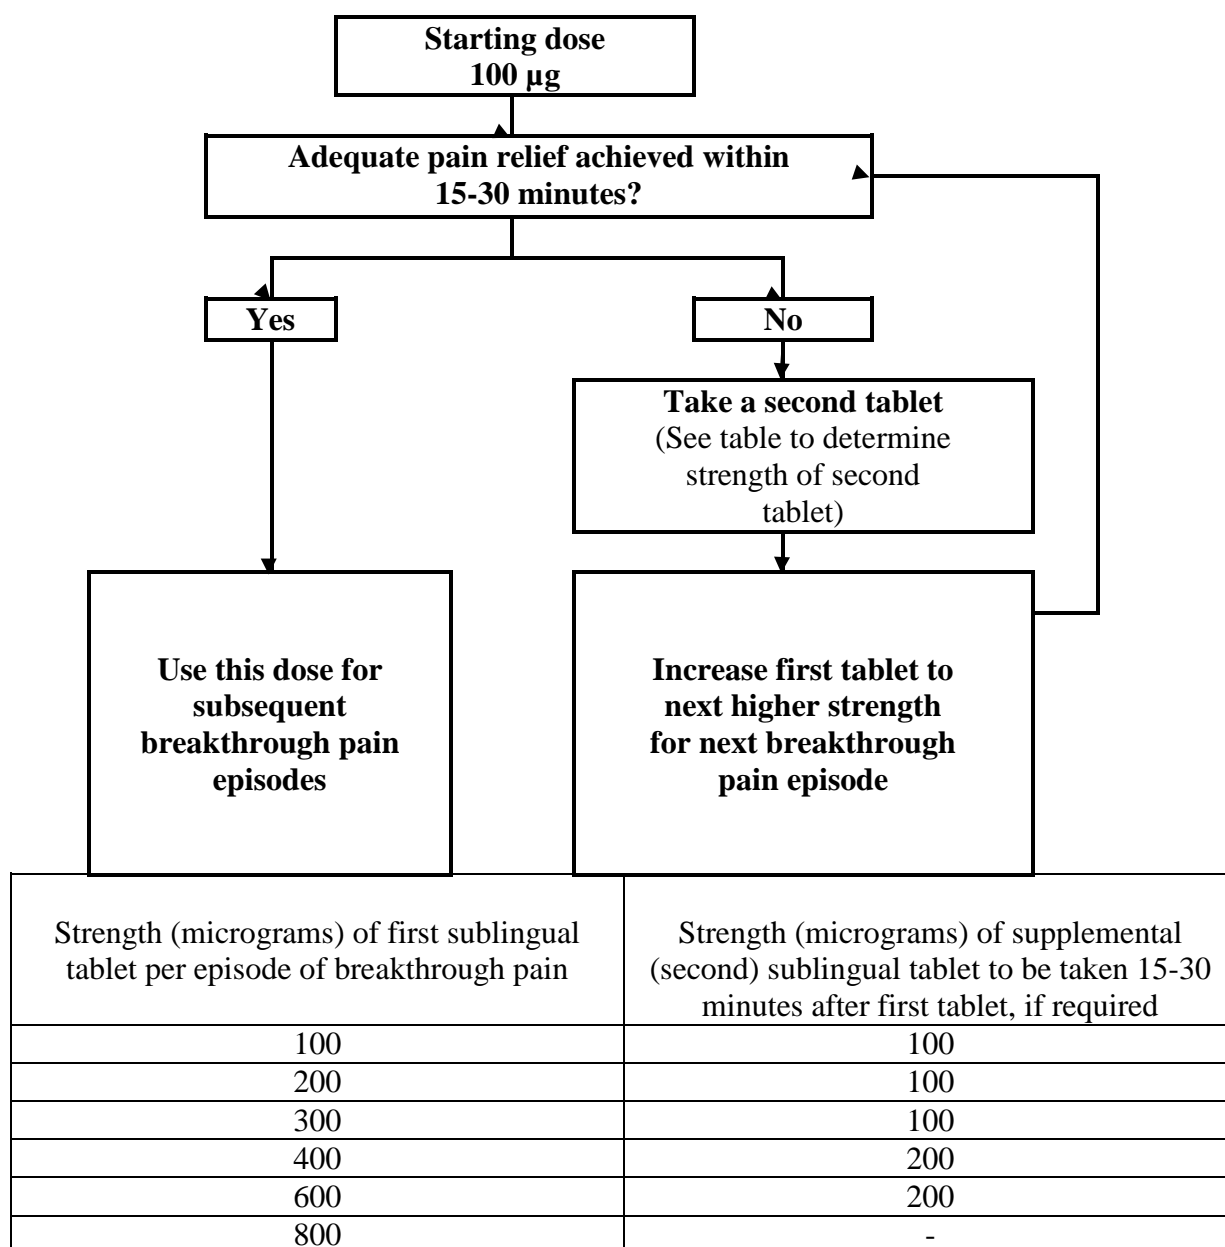 Starting dose
100 µg
Adequate pain relief achieved within
15-30 minutes?
Yes
No
Take a second tablet
(See table to determine
strength of second
tablet)
Use this dose for
subsequent
breakthrough pain
episodes
Increase first tablet to
next higher strength
for next breakthrough
pain episode
Strength (micrograms) of first sublingual
tablet per episode of breakthrough pain
Strength (micrograms) of supplemental
(second) sublingual tablet to be taken 15-30
minutes after first tablet, if required
100 100
200 100
300 100
400 200
600 200
800 -